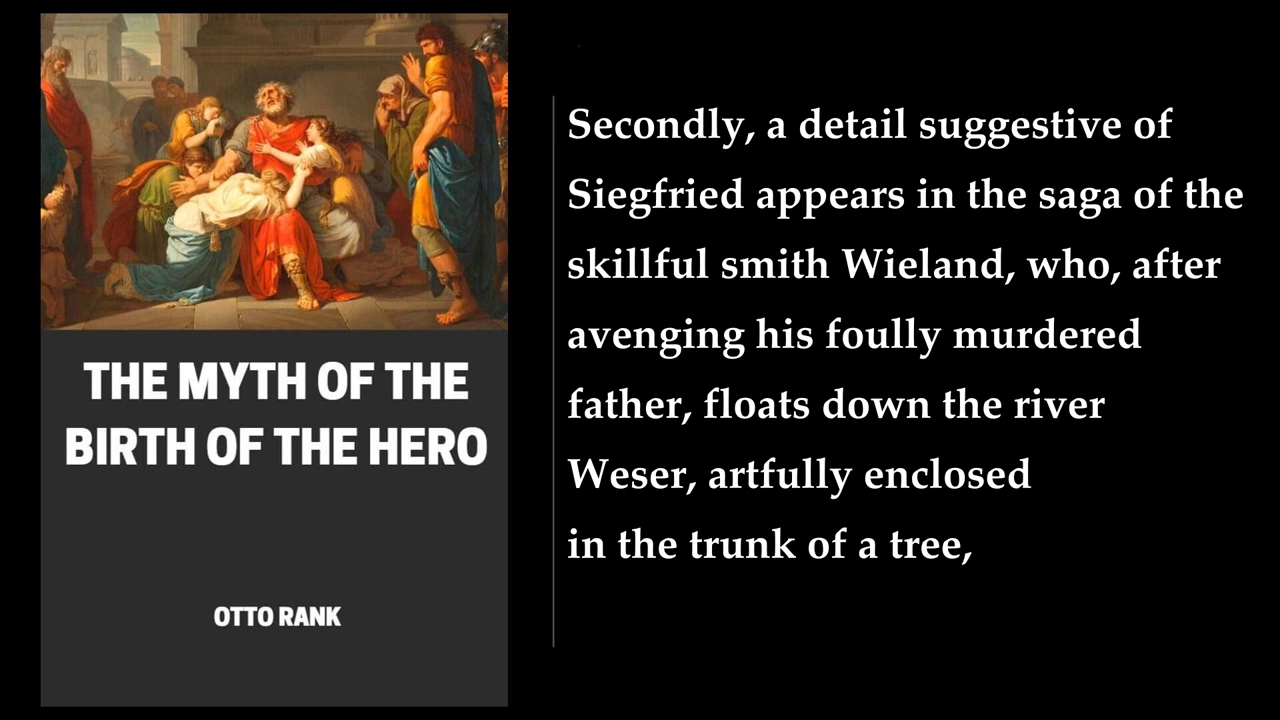 THE MYTH OF THE
BIRTH OF THE HERO
OTTO RANK
Secondly, a detail suggestive of
Siegfried appears in the saga of the
skillful smith Wieland, who, after
avenging his foully murdered
father, floats down the river
Weser, artfully enclosed
in the trunk of a tree,